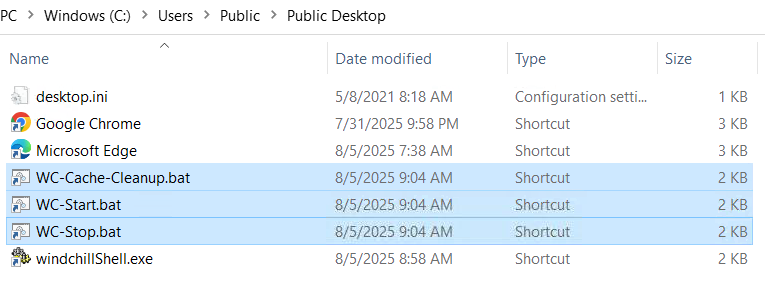 PC > Windows (C:) > Users > Public > Public Desktop
Name Date modified Type Size
desktop.ini 5/8/2021 8:18 AM Configuration setti... 1 KB
Google Chrome 7/31/2025 9:58 PM Shortcut 3 KB
Microsoft Edge 8/5/2025 7:38 AM Shortcut 3 KB
WC-Cache-Cleanup.bat 8/5/2025 9:04 AM Shortcut 2 KB
WC-Start.bat 8/5/2025 9:04 AM Shortcut 2 KB
WC-Stop.bat 8/5/2025 9:04 AM Shortcut 2 KB
windchillShell.exe 8/5/2025 8:58 AM Shortcut 2 KB